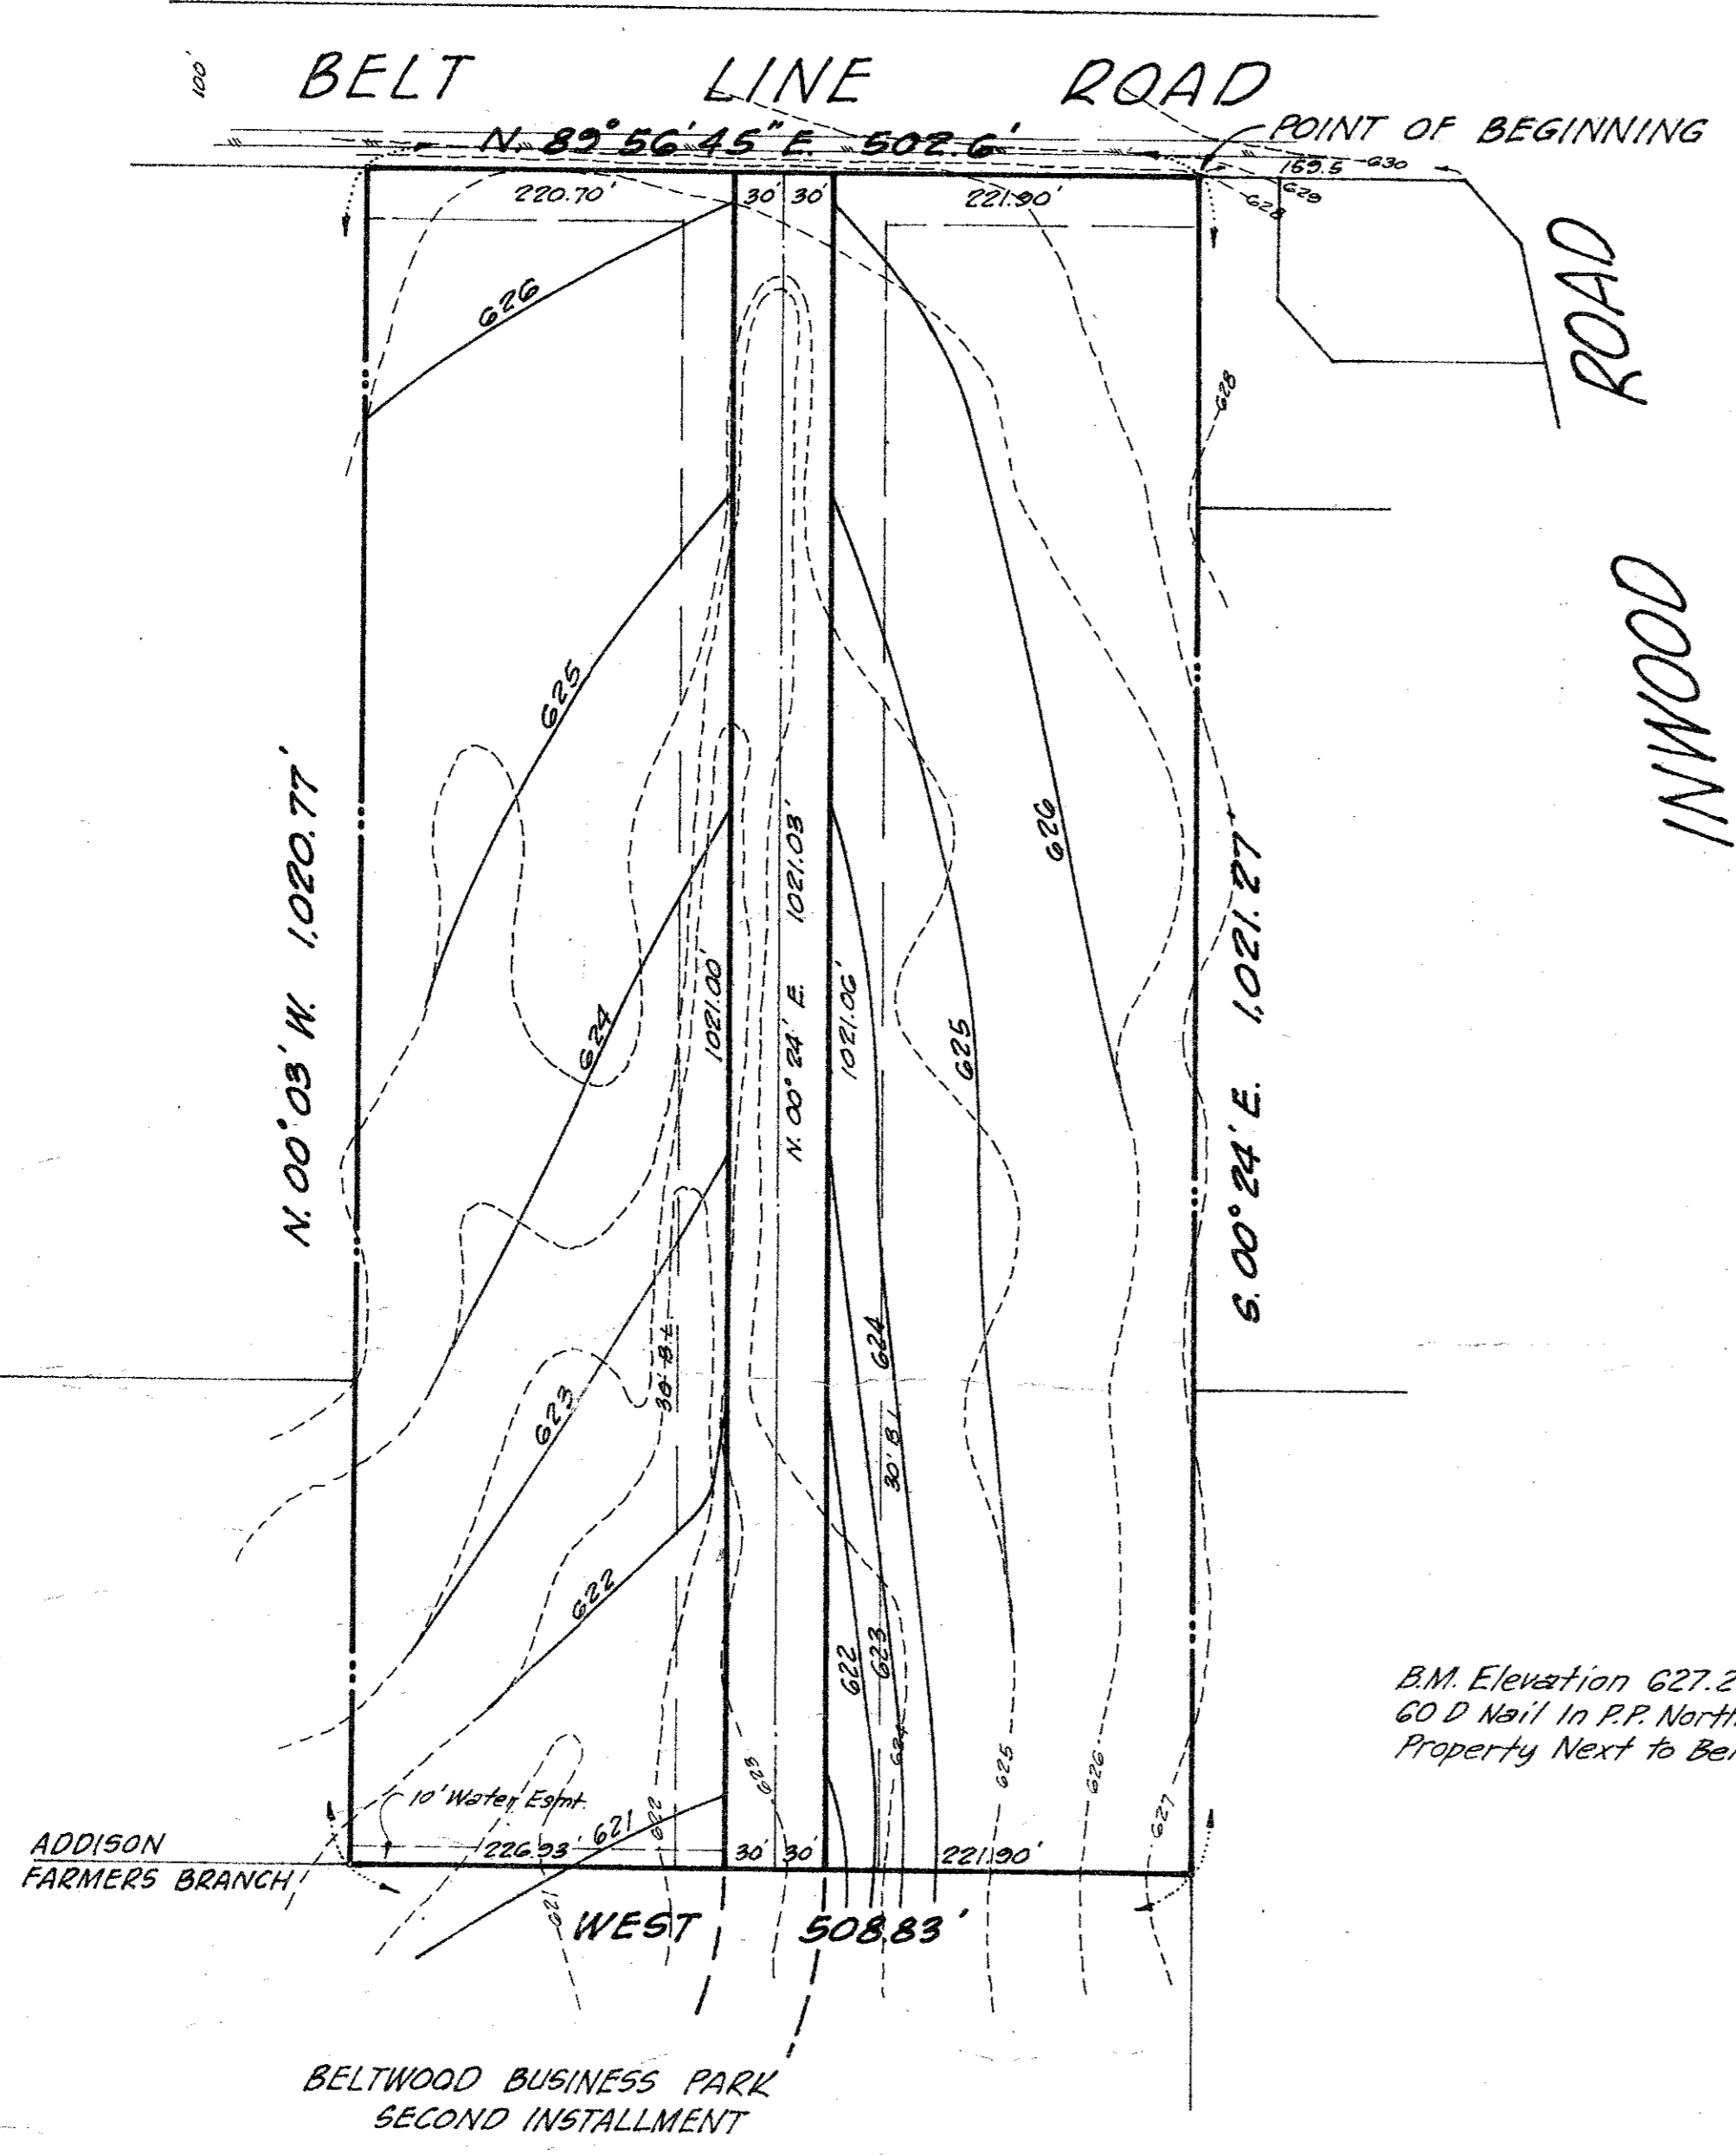 100'
BELT LINE ROAD
N. 89° 56' 45" E. 502.6'
POINT OF BEGINNING
169.5
630
629
628
220.70'
30'
30'
221.90'
ROAD
INWOOD
626
628
625
626
N. 00° 03' W. 1,020.77'
1021.03'
N. 00° 24' E.
1021.00'
1021.06'
S. 00° 24' E. 1,021.27'
624
625
30' B.L.
624
623
30' B L
622
622
623
624
625
626
627
623
622
B.M. Elevation 627.2
60 D Nail In P.P. North
Property Next to
10' Water Esmt.
621
ADDISON
FARMERS BRANCH
226.93'
30'
30'
221.90'
621
WEST 508.83'
BELTWOOD BUSINESS PARK
SECOND INSTALLMENT